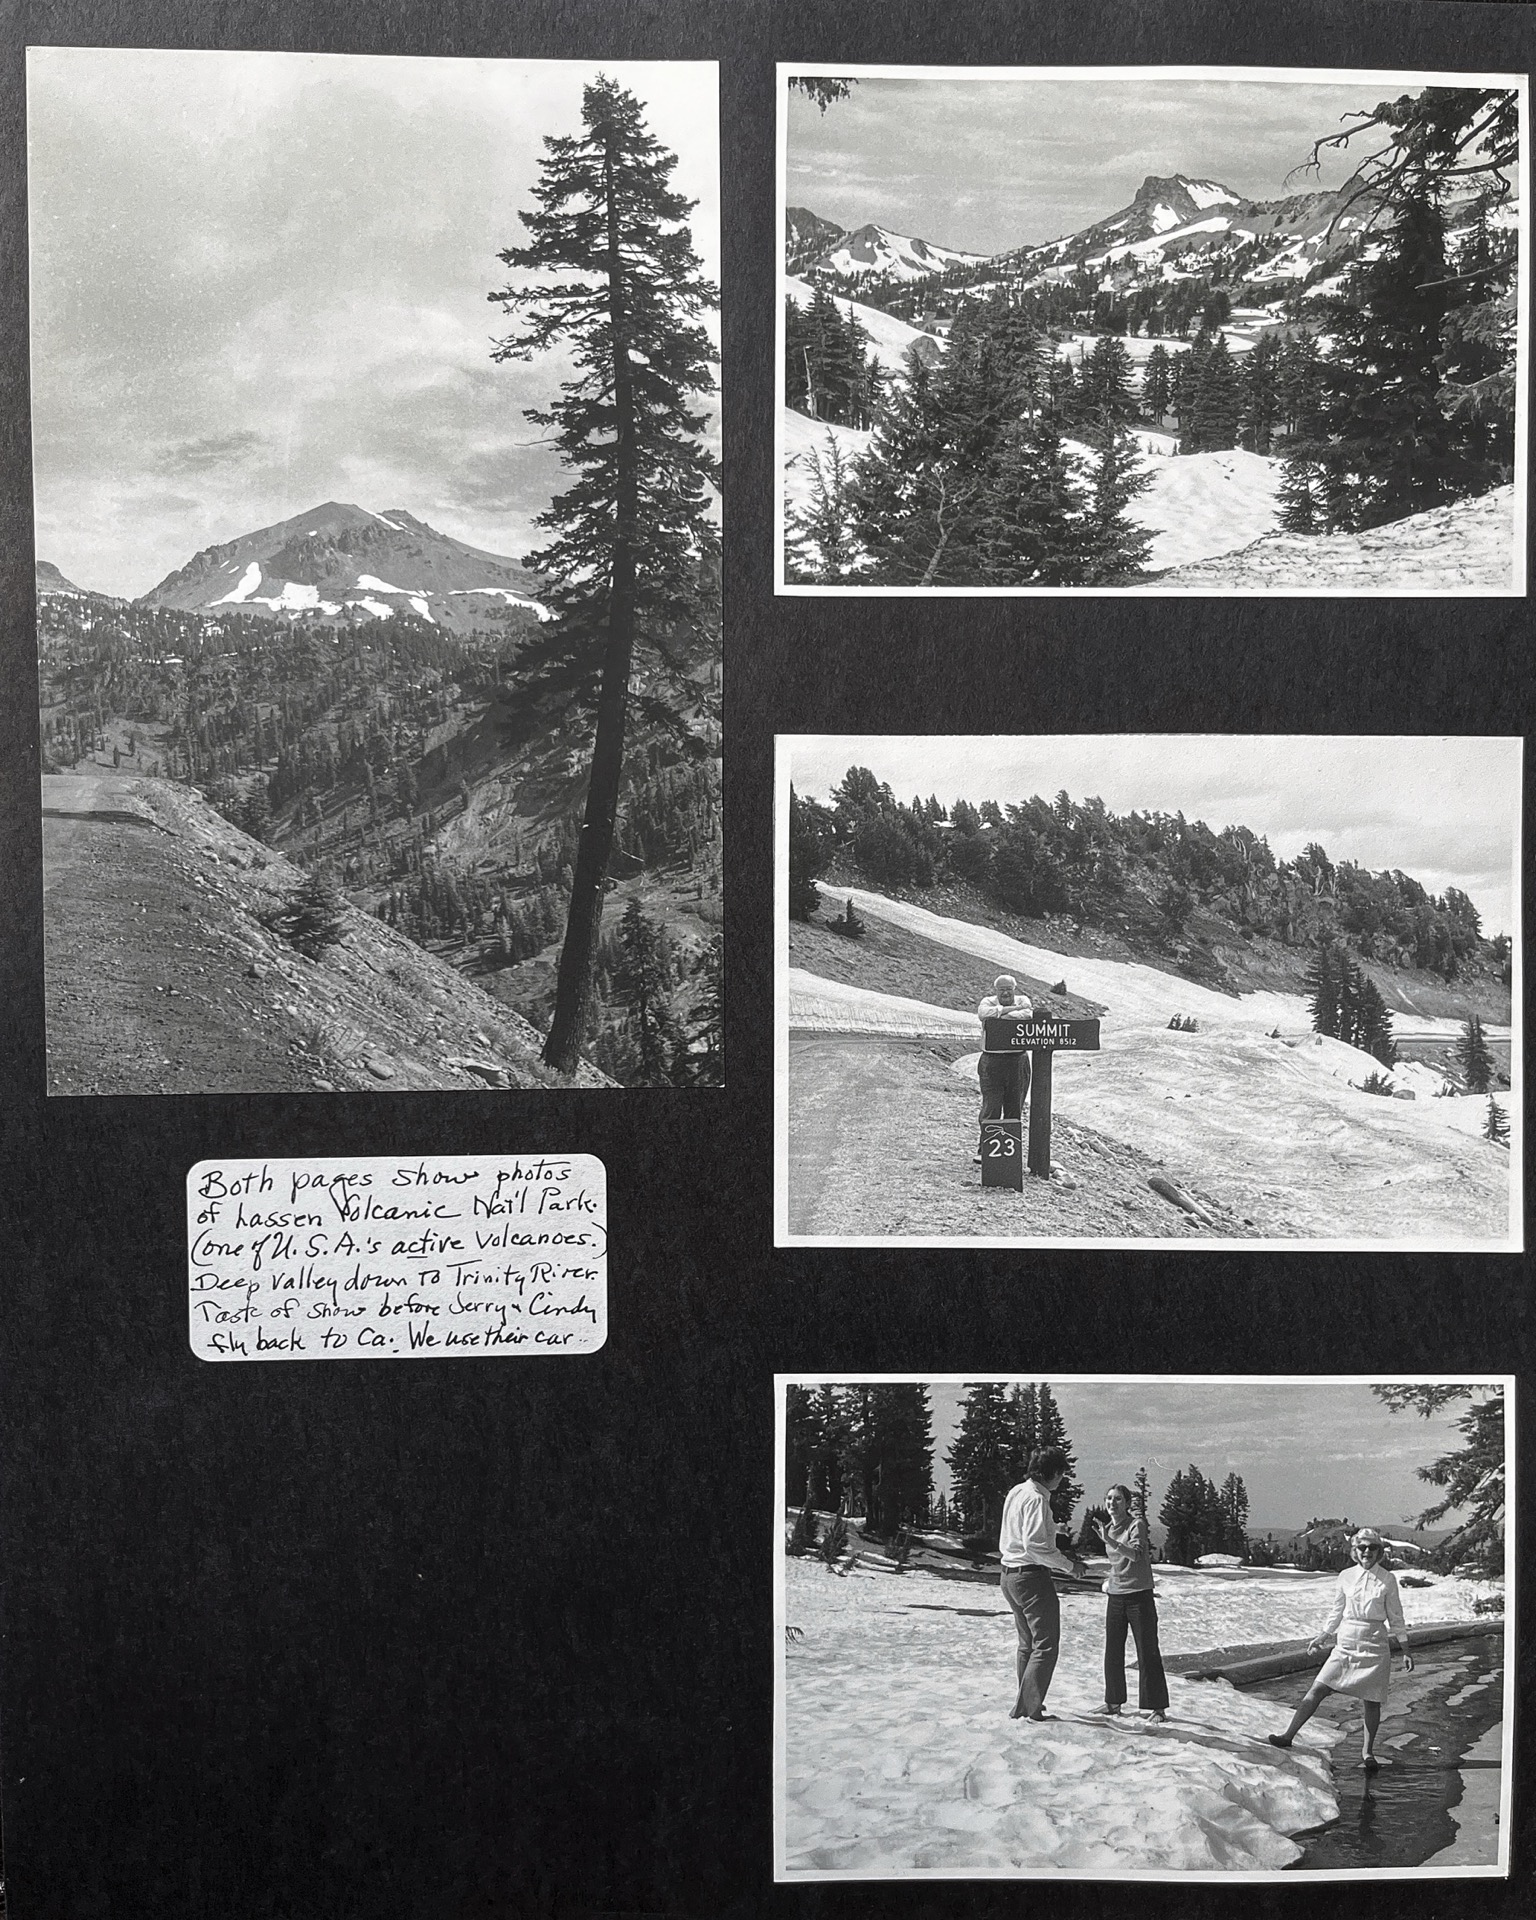 Both pages show photos
of Lassen Volcanic Nat'l Park.
(one of U.S.A.'s active volcanoes.)
Deep valley down to Trinity River.
Taste of snow before Jerry & Cindy
fly back to Ca. We use their car..
SUMMIT
ELEVATION 8512
23